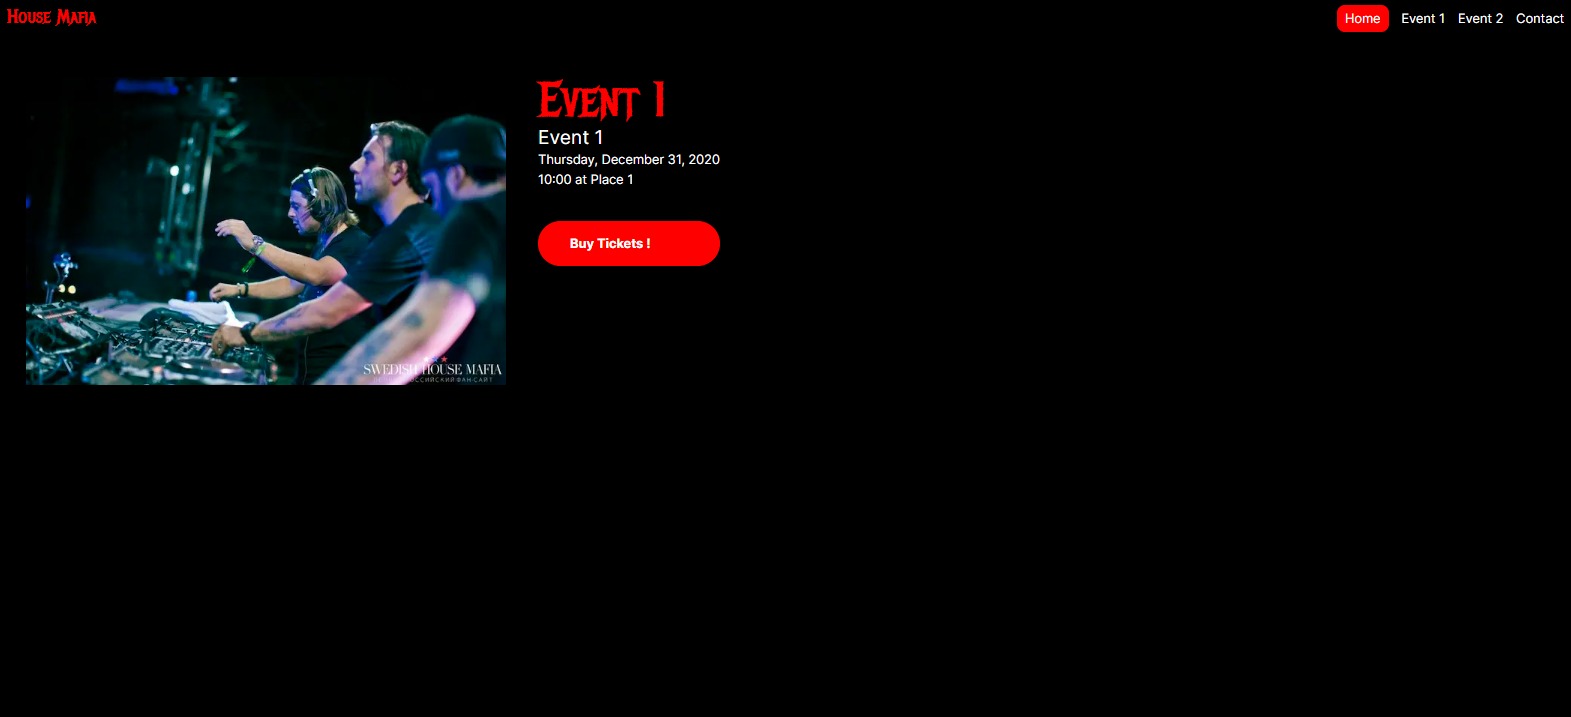 House Mafia
Home Event 1 Event 2 Contact
Event 1
Event 1
Thursday, December 31, 2020
10:00 at Place 1
Buy Tickets !
SWEDISH HOUSE MAFIA
РОССИЙСКИЙ ФАН-САЙТ